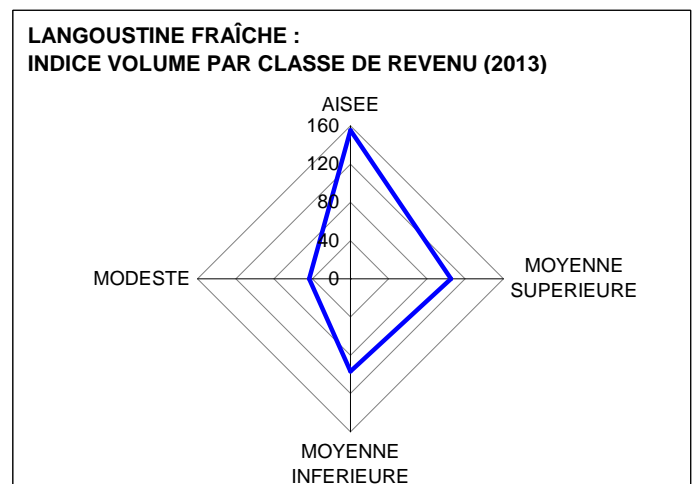 LANGOUSTINE FRAÎCHE :
INDICE VOLUME PAR CLASSE DE REVENU (2013)
AISEE
160
120
80
40
0
MODESTE
MOYENNE
SUPERIEURE
MOYENNE
INFERIEURE